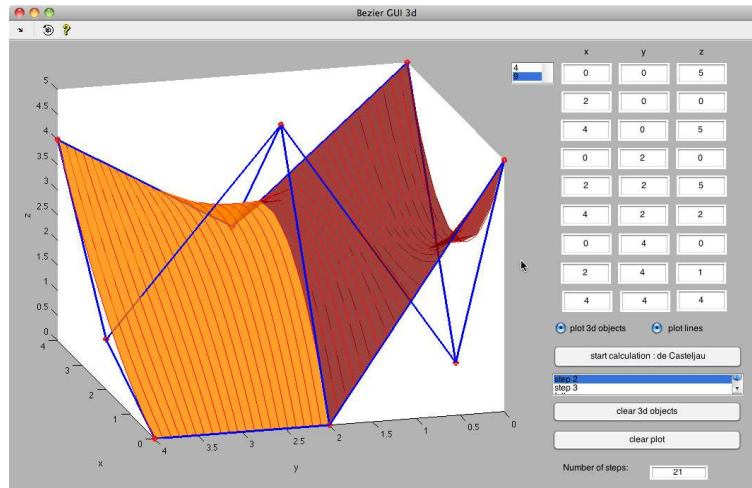 Bezier GUI 3d
x y z
4
9
0 0 5
2 0 0
4 0 5
0 2 0
2 2 5
4 2 2
0 4 0
2 4 1
4 4 4
plot 3d objects plot lines
start calculation : de Casteljau
step 2
step 3
clear 3d objects
clear plot
Number of steps: 21
5
4.5
4
3.5
3
2.5
2
1.5
1
0.5
0
z
4
3
2
1
0
x
4
3.5
3
2.5
2
1.5
1
0.5
0
y